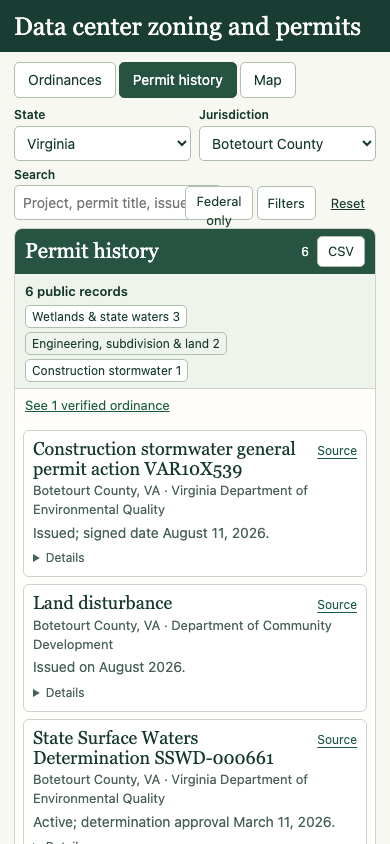 Data center zoning and permits
Ordinances
Permit history
Map
State
Jurisdiction
Virginia
Botetourt County
Search
Project, permit title, issue
Federal only
Filters
Reset
Permit history
6
CSV
6 public records
Wetlands & state waters 3
Engineering, subdivision & land 2
Construction stormwater 1
See 1 verified ordinance
Construction stormwater general
permit action VAR10X539
Source
Botetourt County, VA · Virginia Department of
Environmental Quality
Issued; signed date August 11, 2026.
Details
Land disturbance
Source
Botetourt County, VA · Department of Community
Development
Issued on August 2026.
Details
State Surface Waters
Determination SSWD-000661
Source
Botetourt County, VA · Virginia Department of
Environmental Quality
Active; determination approval March 11, 2026.